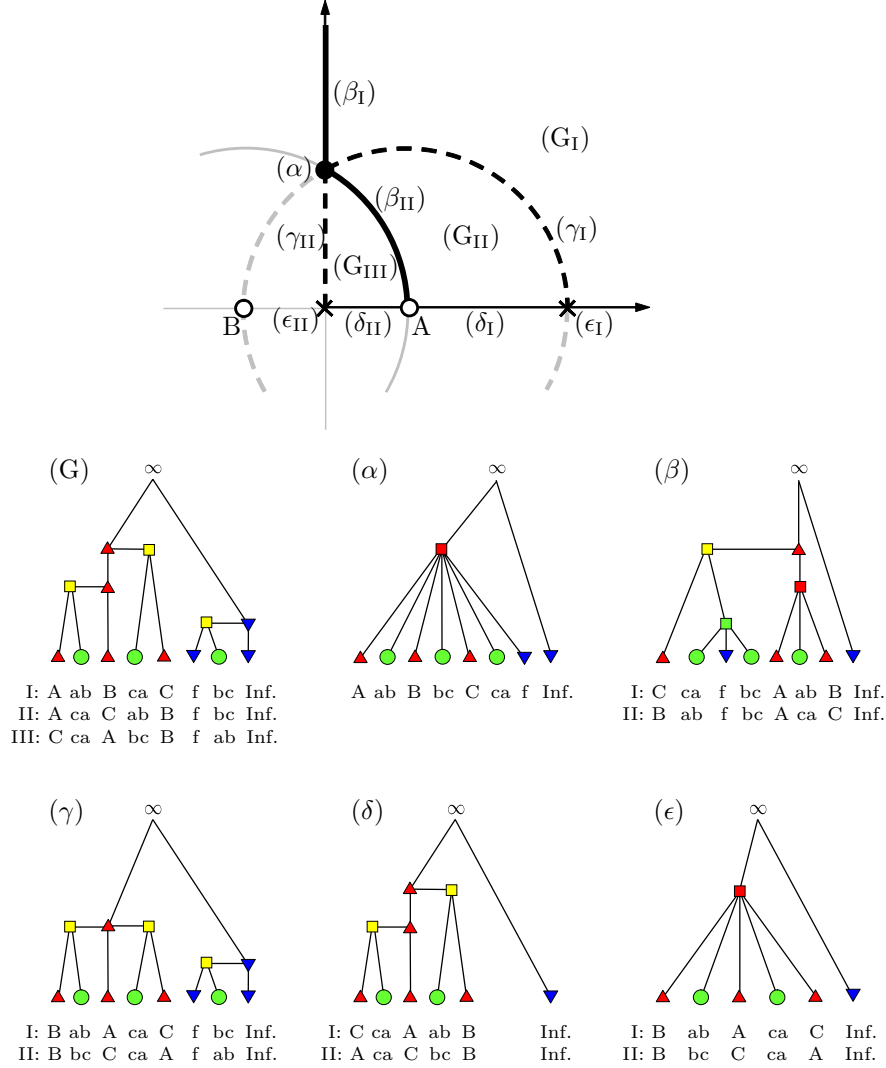 (β_I)
(G_I)
(α)
(β_II)
(γ_II)
(G_II)
(γ_I)
(G_III)
B
(ϵ_II)
(δ_II)
A
(δ_I)
(ϵ_I)
(G) ∞
(α) ∞
(β) ∞
I: A ab B ca C f bc Inf.
II: A ca C ab B f bc Inf.
III: C ca A bc B f ab Inf.
A ab B bc C ca f Inf.
I: C ca f bc A ab B Inf.
II: B ab f bc A ca C Inf.
(γ) ∞
(δ) ∞
(ϵ) ∞
I: B ab A ca C f bc Inf.
II: B bc C ca A f ab Inf.
I: C ca A ab B Inf.
II: A ca C bc B Inf.
I: B ab A ca C Inf.
II: B bc C ca A Inf.